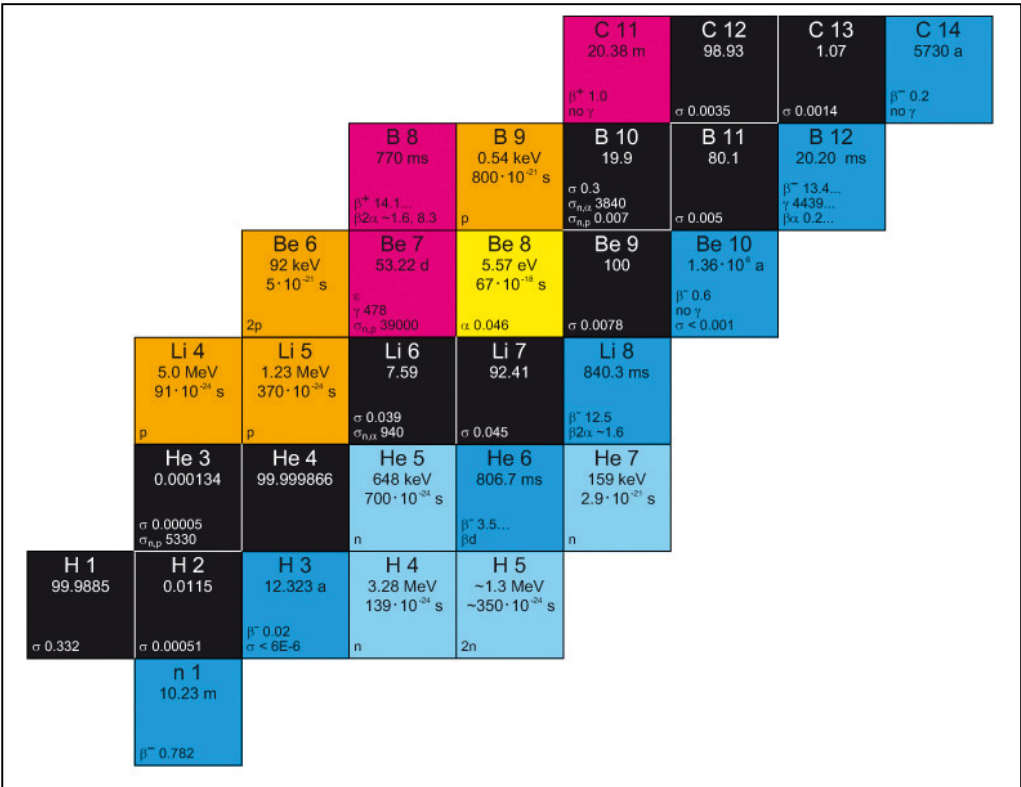 C 11
20.38 m
β⁺ 1.0
no γ
C 12
98.93
σ 0.0035
C 13
1.07
σ 0.0014
C 14
5730 a
β⁻ 0.2
no γ
B 8
770 ms
β⁺ 14.1...
β2α ~1.6, 8.3
B 9
0.54 keV
800·10⁻²¹ s
p
B 10
19.9
σ 0.3
σn,α 3840
σn,p 0.007
B 11
80.1
σ 0.005
B 12
20.20 ms
β⁻ 13.4...
γ 4439...
βα 0.2...
Be 6
92 keV
5·10⁻²¹ s
2p
Be 7
53.22 d
ε
γ 478
σn,p 39000
Be 8
5.57 eV
67·10⁻¹⁸ s
α 0.046
Be 9
100
σ 0.0078
Be 10
1.36·10⁶ a
β⁻ 0.6
no γ
σ < 0.001
Li 4
5.0 MeV
91·10⁻²⁴ s
p
Li 5
1.23 MeV
370·10⁻²⁴ s
p
Li 6
7.59
σ 0.039
σn,α 940
Li 7
92.41
σ 0.045
Li 8
840.3 ms
β⁻ 12.5
β2α ~1.6
He 3
0.000134
σ 0.00005
σn,p 5330
He 4
99.999866
He 5
648 keV
700·10⁻²⁴ s
n
He 6
806.7 ms
β⁻ 3.5...
βd
He 7
159 keV
2.9·10⁻²¹ s
n
H 1
99.9885
σ 0.332
H 2
0.0115
σ 0.00051
H 3
12.323 a
β⁻ 0.02
σ < 6E-6
H 4
3.28 MeV
139·10⁻²⁴ s
n
H 5
~1.3 MeV
~350·10⁻²⁴ s
2n
n 1
10.23 m
β⁻ 0.782